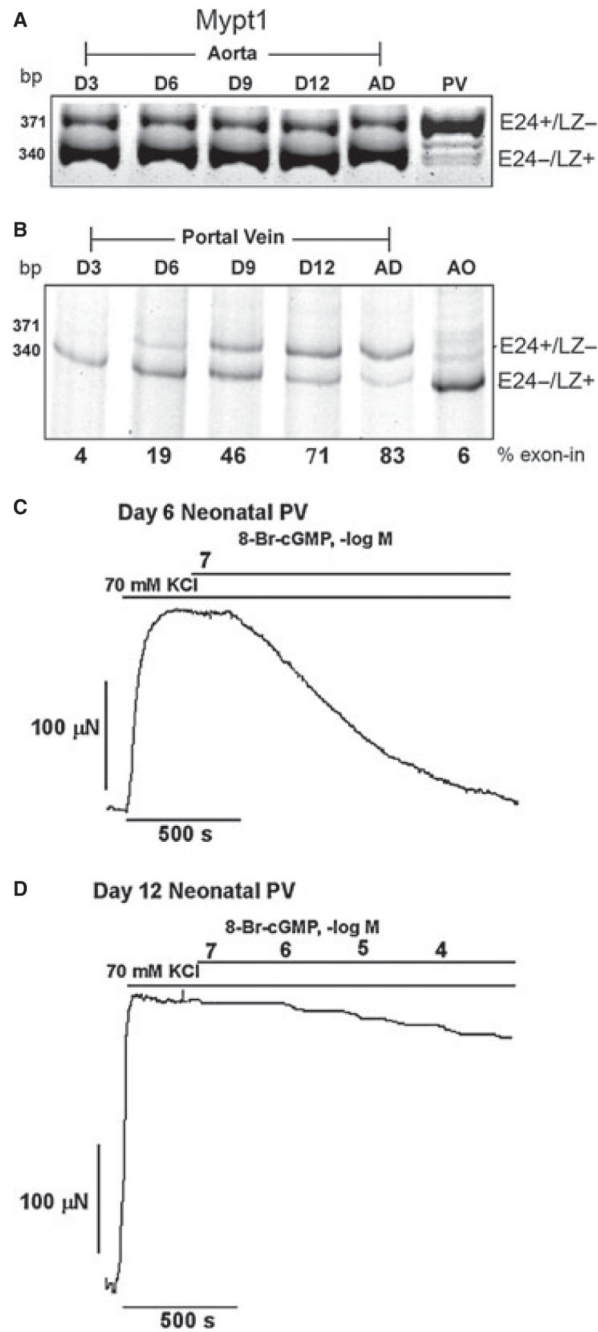 A
Mypt1
Aorta
bp D3 D6 D9 D12 AD PV
371 E24+/LZ–
340 E24–/LZ+
B
Portal Vein
bp D3 D6 D9 D12 AD AO
371
340 E24+/LZ–
E24–/LZ+
4 19 46 71 83 6 % exon-in
C
Day 6 Neonatal PV
8-Br-cGMP, -log M
7
70 mM KCl
100 µN
500 s
D
Day 12 Neonatal PV
8-Br-cGMP, -log M
7 6 5 4
70 mM KCl
100 µN
500 s